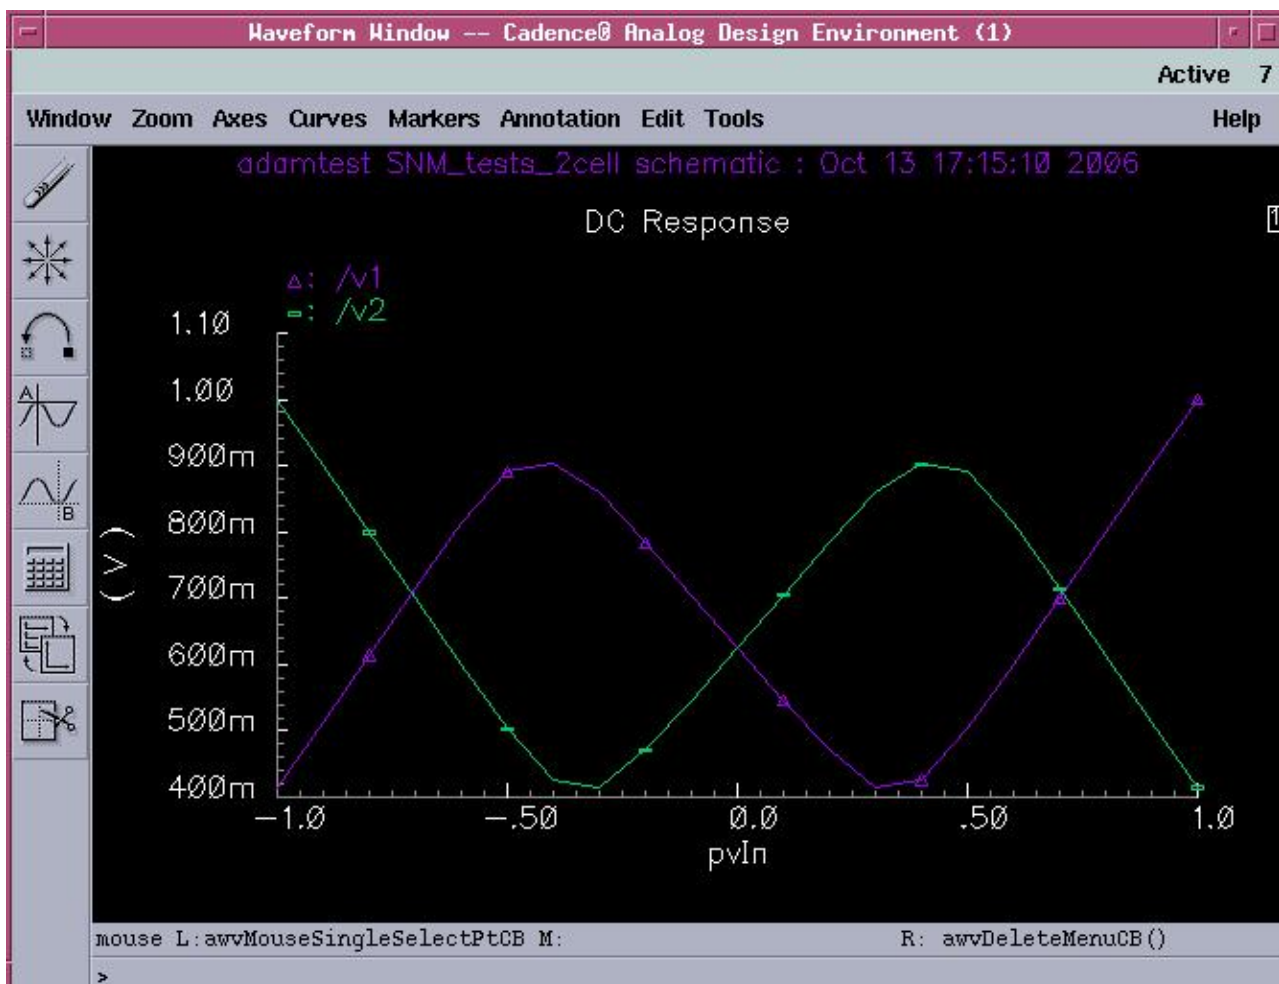 Waveform Window -- Cadence® Analog Design Environment (1)
Active 7
Window Zoom Axes Curves Markers Annotation Edit Tools Help
adamtest SNM_tests_2cell schematic : Oct 13 17:15:10 2006
DC Response
1
△: /v1
▭: /v2
1.10
1.00
900m
800m
(V)
700m
600m
500m
400m
-1.0 -.50 0.0 .50 1.0
pvIn
A
B
mouse L:awvMouseSingleSelectPtCB M: R: awvDeleteMenuCB()
>